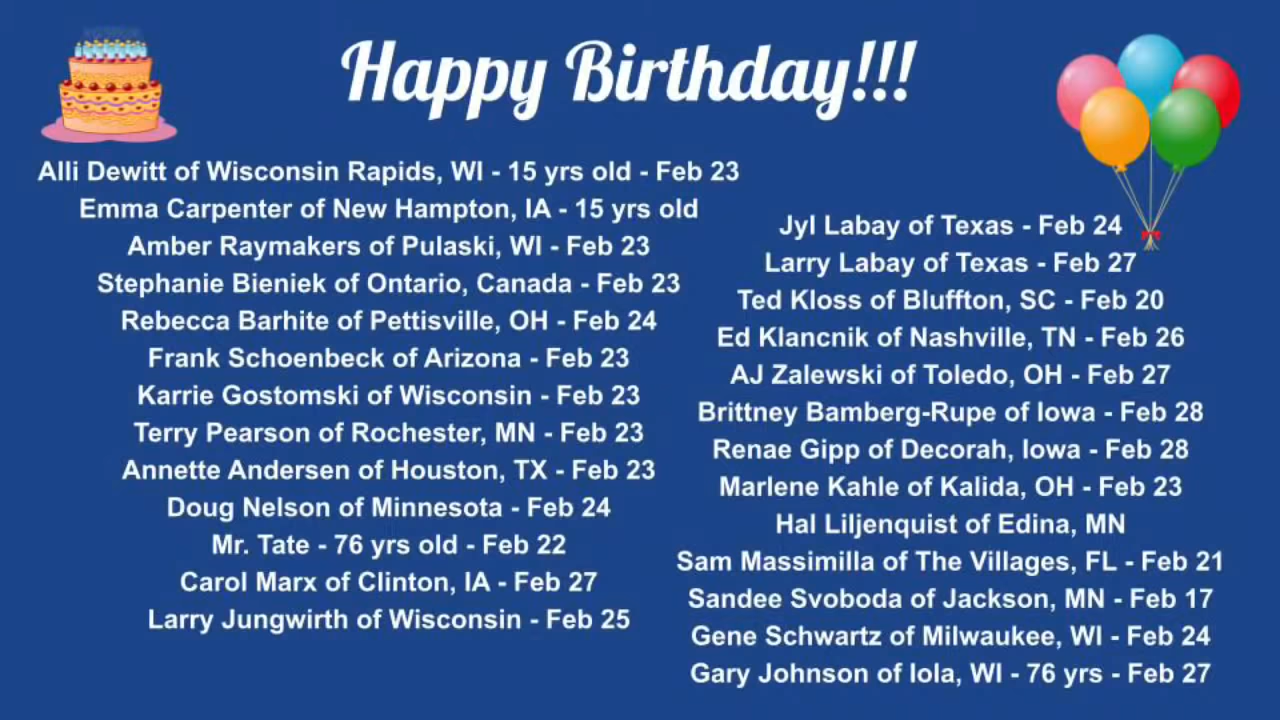 Happy Birthday!!!
Alli Dewitt of Wisconsin Rapids, WI - 15 yrs old - Feb 23
Emma Carpenter of New Hampton, IA - 15 yrs old
Amber Raymakers of Pulaski, WI - Feb 23
Stephanie Bieniek of Ontario, Canada - Feb 23
Rebecca Barhite of Pettisville, OH - Feb 24
Frank Schoenbeck of Arizona - Feb 23
Karrie Gostomski of Wisconsin - Feb 23
Terry Pearson of Rochester, MN - Feb 23
Annette Andersen of Houston, TX - Feb 23
Doug Nelson of Minnesota - Feb 24
Mr. Tate - 76 yrs old - Feb 22
Carol Marx of Clinton, IA - Feb 27
Larry Jungwirth of Wisconsin - Feb 25
Jyl Labay of Texas - Feb 24
Larry Labay of Texas - Feb 27
Ted Kloss of Bluffton, SC - Feb 20
Ed Klancnik of Nashville, TN - Feb 26
AJ Zalewski of Toledo, OH - Feb 27
Brittney Bamberg-Rupe of Iowa - Feb 28
Renae Gipp of Decorah, Iowa - Feb 28
Marlene Kahle of Kalida, OH - Feb 23
Hal Liljenquist of Edina, MN
Sam Massimilla of The Villages, FL - Feb 21
Sandee Svoboda of Jackson, MN - Feb 17
Gene Schwartz of Milwaukee, WI - Feb 24
Gary Johnson of Iola, WI - 76 yrs - Feb 27